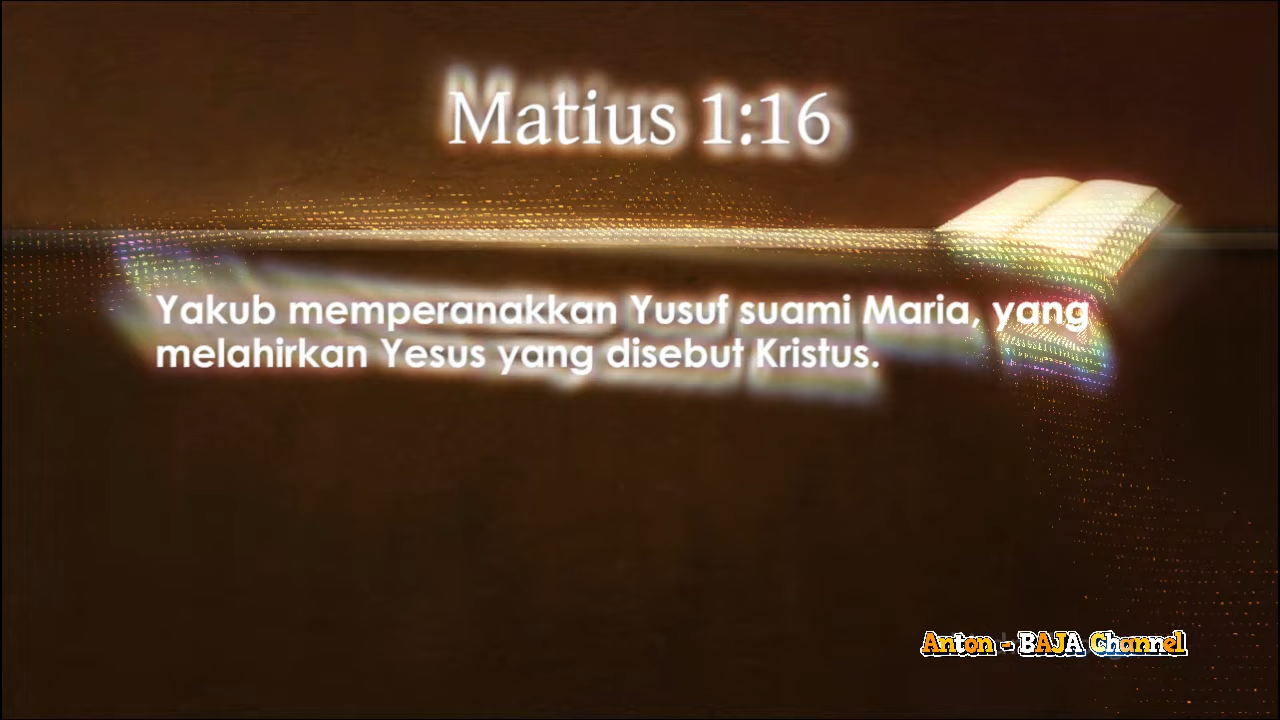 Matius 1:16
Yakub memperanakkan Yusuf suami Maria, yang
melahirkan Yesus yang disebut Kristus.
Anton - BAJA Channel